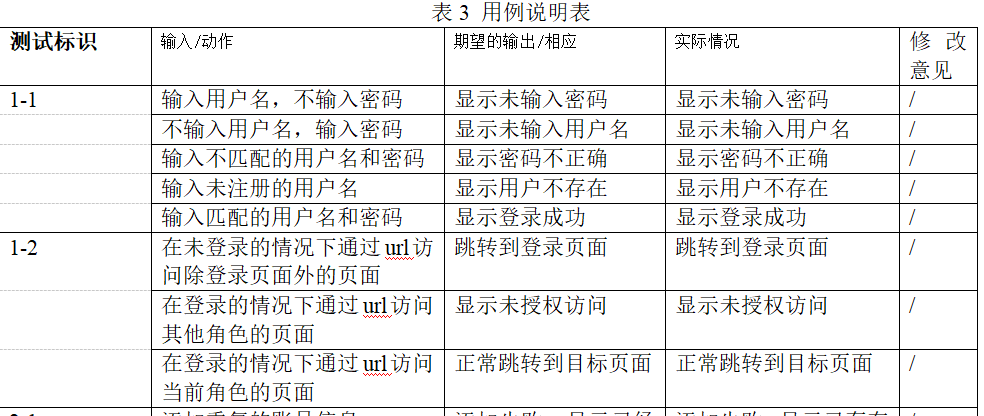 表 3 用例说明表
测试标识 输入/动作 期望的输出/相应 实际情况 修改
意见
1-1 输入用户名，不输入密码 显示未输入密码 显示未输入密码 /
不输入用户名，输入密码 显示未输入用户名 显示未输入用户名 /
输入不匹配的用户名和密码 显示密码不正确 显示密码不正确 /
输入未注册的用户名 显示用户不存在 显示用户不存在 /
输入匹配的用户名和密码 显示登录成功 显示登录成功 /
1-2 在未登录的情况下通过 url 访 跳转到登录页面 跳转到登录页面 /
问除登录页面外的页面
在登录的情况下通过 url 访问 显示未授权访问 显示未授权访问 /
其他角色的页面
在登录的情况下通过 url 访问 正常跳转到目标页面 正常跳转到目标页面 /
当前角色的页面